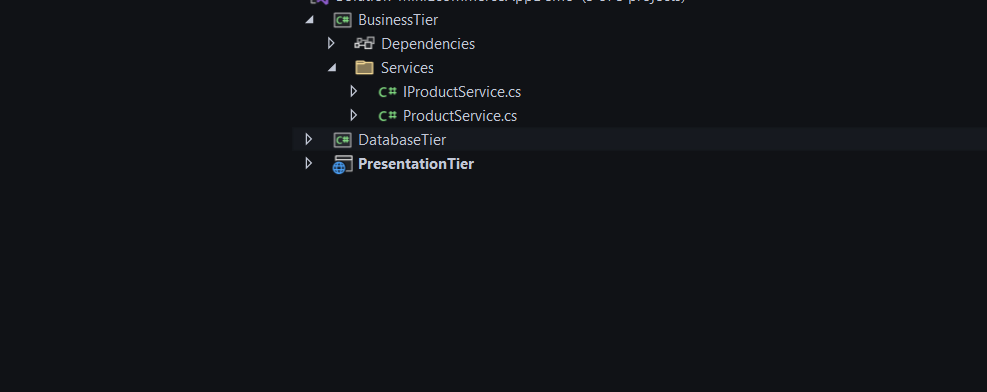 BusinessTier
Dependencies
Services
C# IProductService.cs
C# ProductService.cs
DatabaseTier
PresentationTier